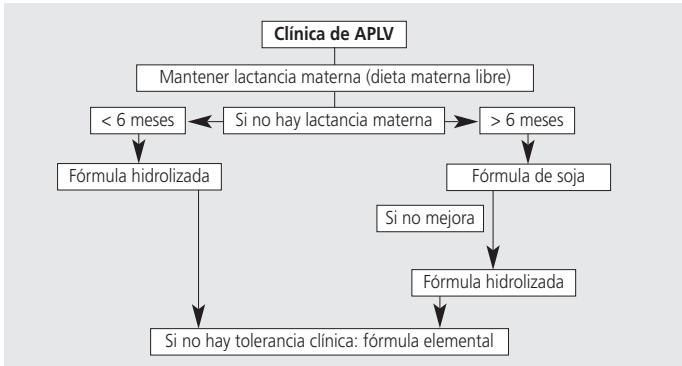 Clínica de APLV
Mantener lactancia materna (dieta materna libre)
< 6 meses
Si no hay lactancia materna
> 6 meses
Fórmula hidrolizada
Fórmula de soja
Si no mejora
Fórmula hidrolizada
Si no hay tolerancia clínica: fórmula elemental